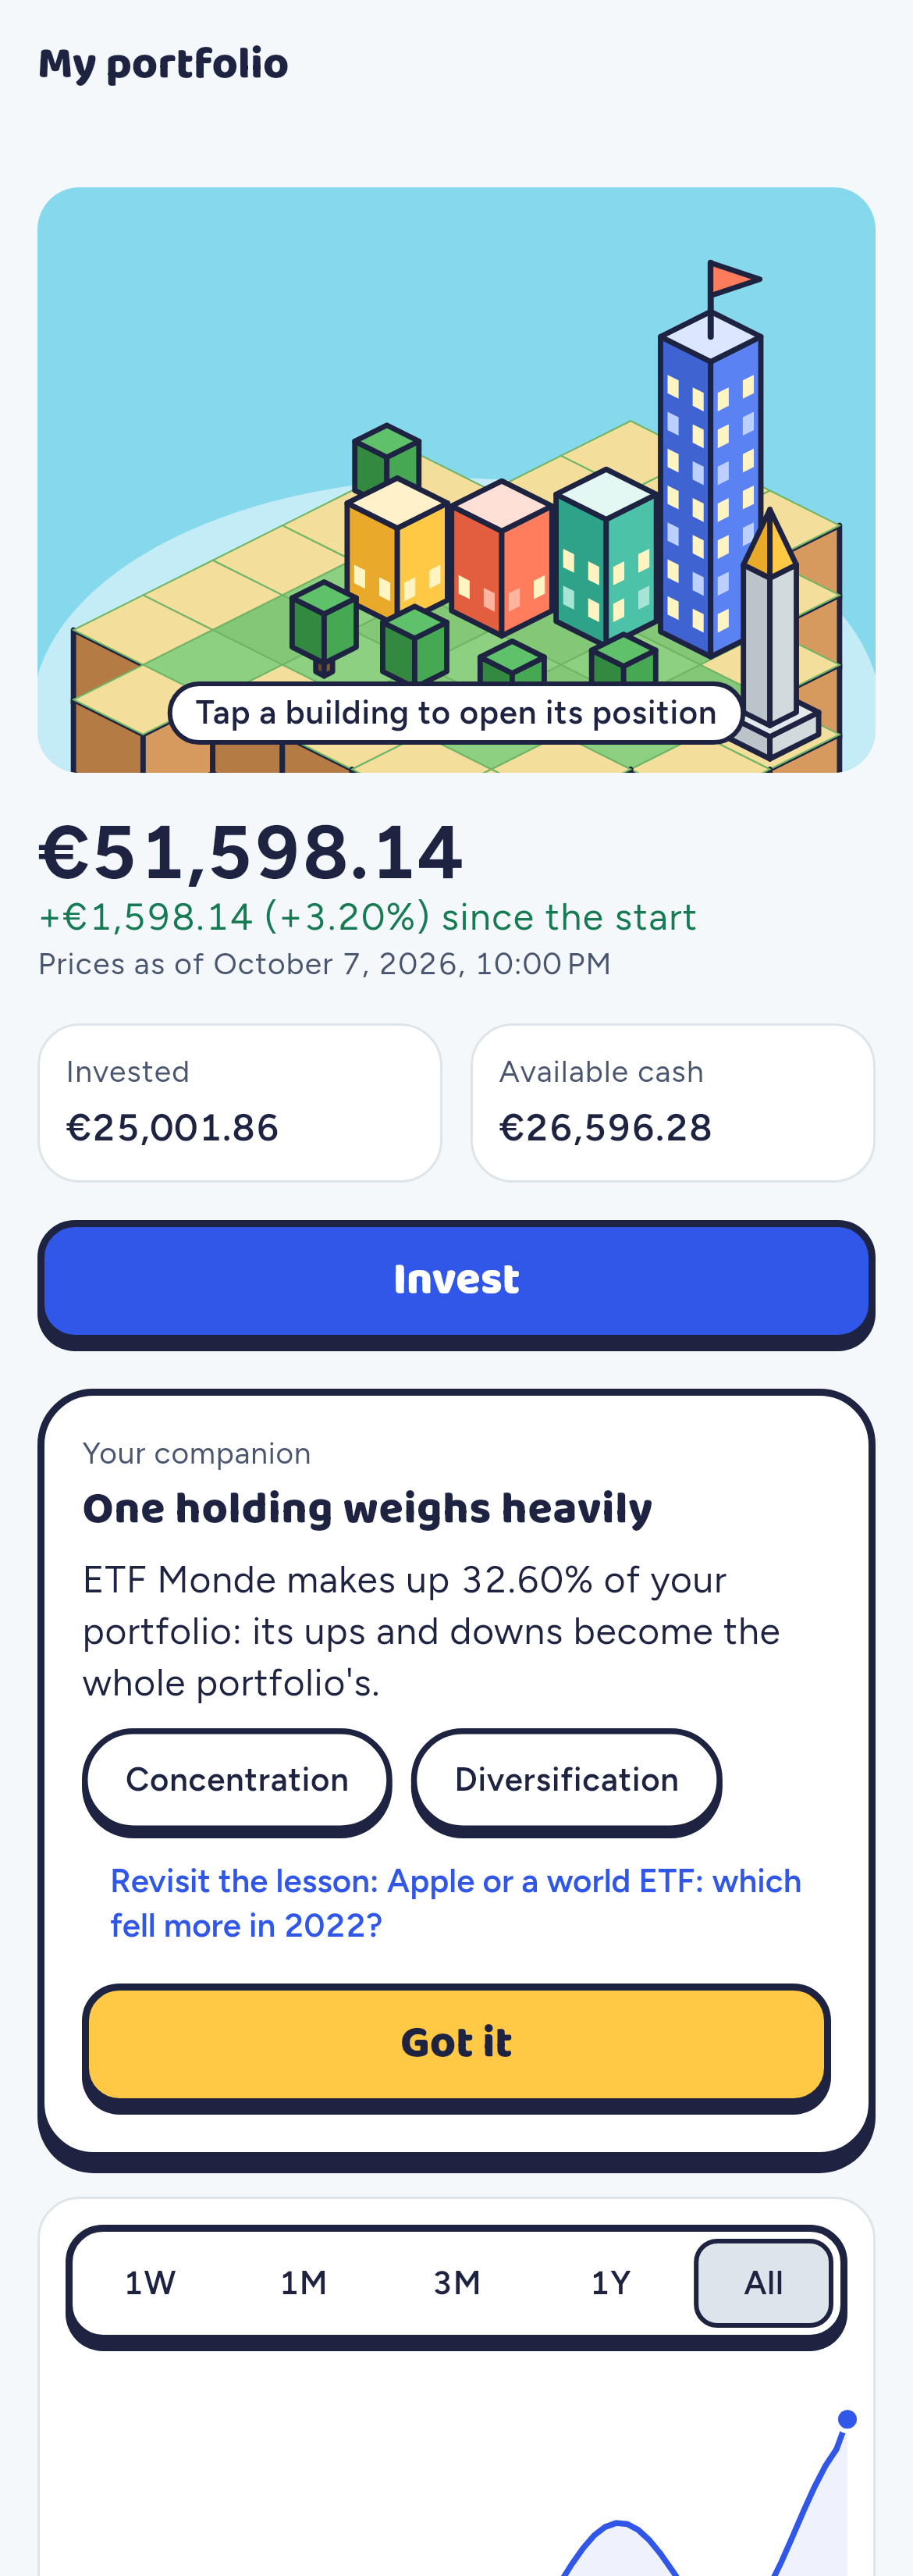 My portfolio
Tap a building to open its position
€51,598.14
+€1,598.14 (+3.20%) since the start
Prices as of October 7, 2026, 10:00 PM
Invested
€25,001.86
Available cash
€26,596.28
Invest
Your companion
One holding weighs heavily
ETF Monde makes up 32.60% of your
portfolio: its ups and downs become the
whole portfolio's.
Concentration
Diversification
Revisit the lesson: Apple or a world ETF: which
fell more in 2022?
Got it
1W
1M
3M
1Y
All